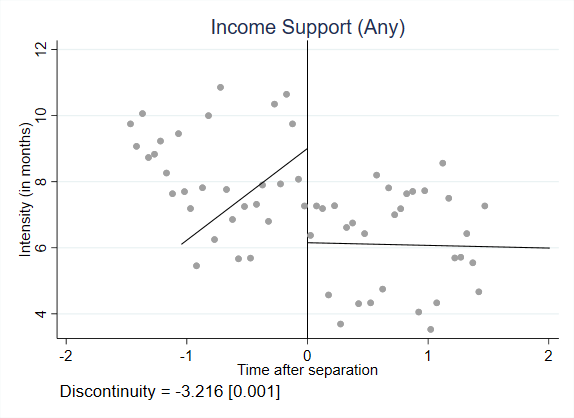 Income Support (Any)
Intensity (in months)
12
10
8
6
4
-2 -1 0 1 2
Time after separation
Discontinuity = -3.216 [0.001]